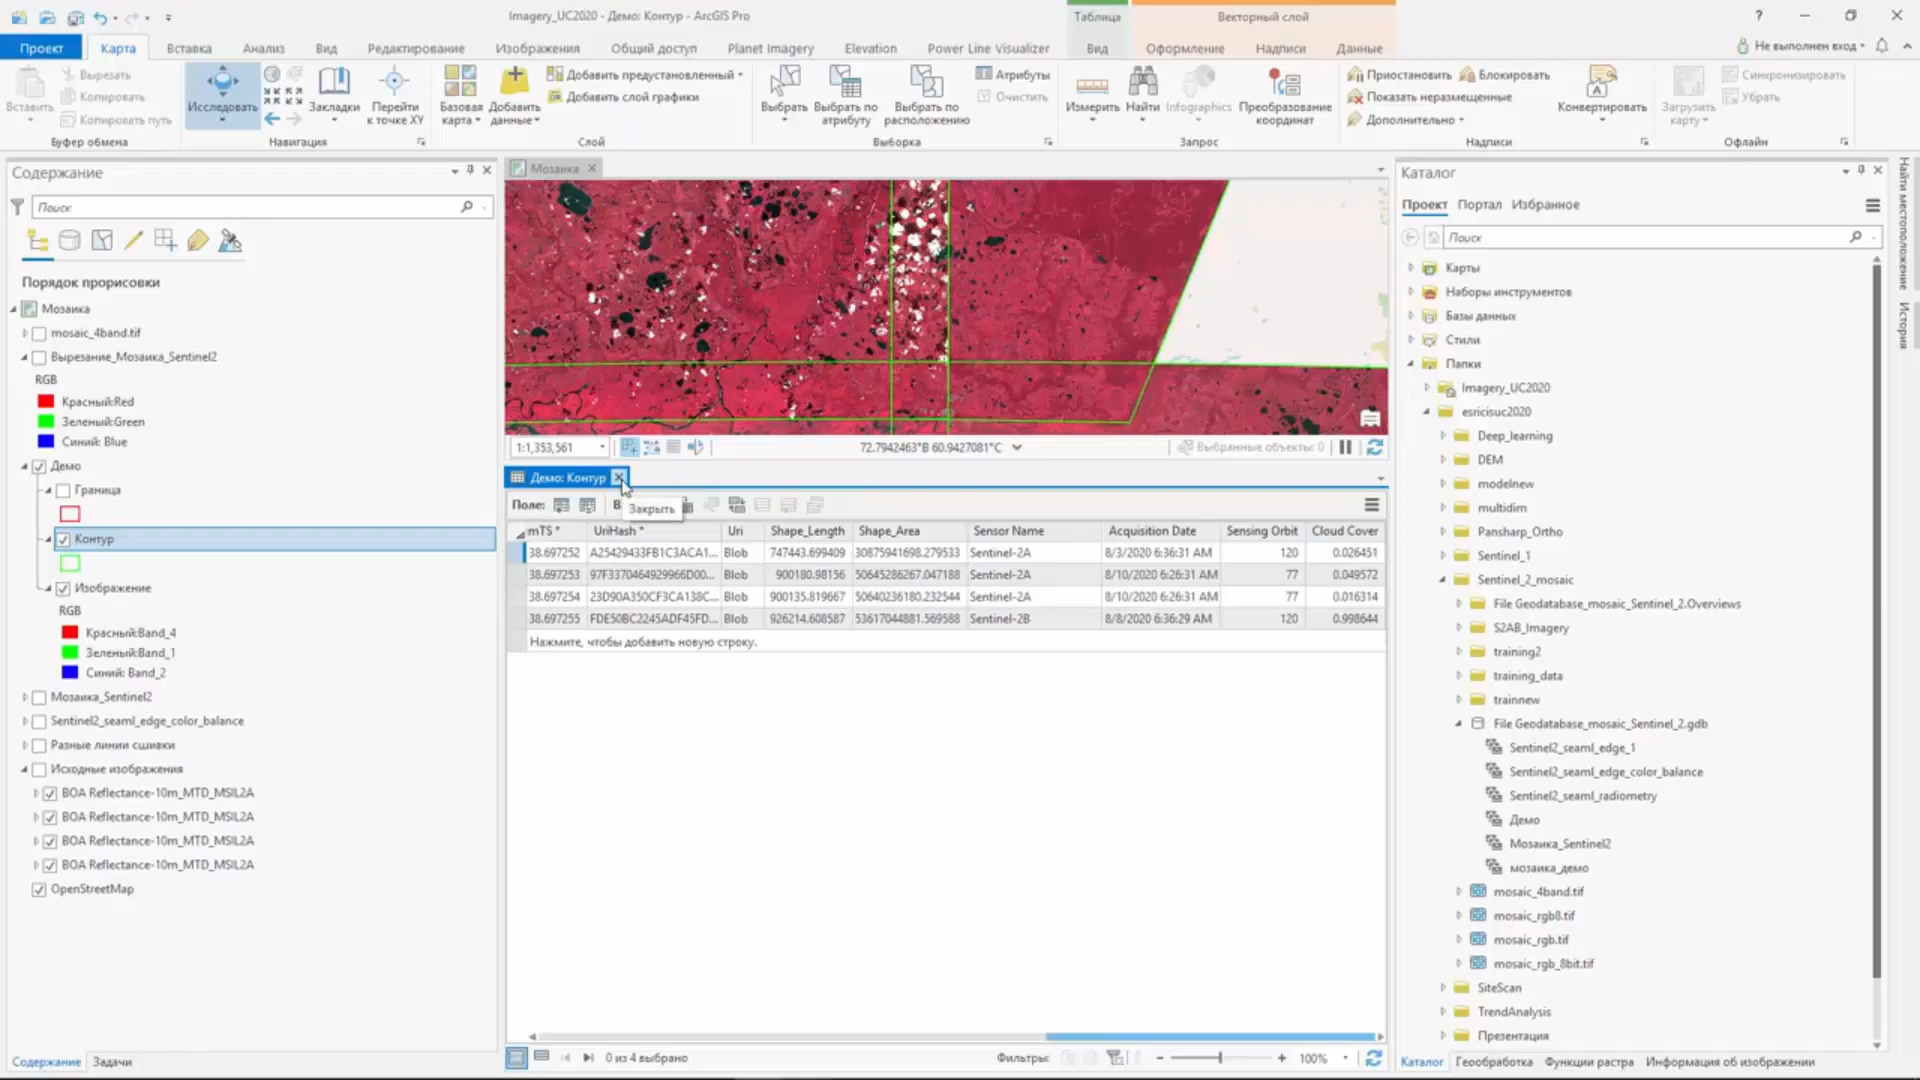 Imagery_UC2020 - Демо: Контур - ArcGIS Pro
Таблица
Векторный слой
?
Проект
Карта
Вставка
Анализ
Вид
Редактирование
Изображения
Общий доступ
Planet Imagery
Elevation
Power Line Visualizer
Вид
Оформление
Надписи
Данные
Не выполнен вход
Вставить
Вырезать
Копировать
Копировать путь
Буфер обмена
Исследовать
Закладки
Перейти к точке XY
Навигация
Базовая карта
Добавить данные
Добавить предустановленный
Добавить слой графики
Слой
Выбрать
Выбрать по атрибуту
Выбрать по расположению
Атрибуты
Очистить
Выборка
Измерить
Найти
Infographics
Преобразование координат
Запрос
Приостановить
Блокировать
Показать неразмещенные
Дополнительно
Конвертировать
Надписи
Загрузить карту
Синхронизировать
Убрать
Офлайн
Содержание
Поиск
Порядок прорисовки
Мозаика
mosaic_4band.tif
Вырезание_Мозаика_Sentinel2
RGB
Красный:Red
Зеленый:Green
Синий: Blue
Демо
Граница
Контур
Изображение
RGB
Красный:Band_4
Зеленый:Band_1
Синий: Band_2
Мозаика_Sentinel2
Sentinel2_seaml_edge_color_balance
Разные линии сшивки
Исходные изображения
BOA Reflectance-10m_MTD_MSIL2A
BOA Reflectance-10m_MTD_MSIL2A
BOA Reflectance-10m_MTD_MSIL2A
BOA Reflectance-10m_MTD_MSIL2A
OpenStreetMap
Содержание
Задачи
Мозаика
1:1,353,561
72.7942463°В 60.9427081°С
Выбранные объекты: 0
Демо: Контур
Поле:
Закрыть
mTS * UriHash * Uri Shape_Length Shape_Area Sensor Name Acquisition Date Sensing Orbit Cloud Cover
38.697252 A25429433FB1C3ACA1... Blob 747443.699409 30875941698.279533 Sentinel-2A 8/3/2020 6:36:31 AM 120 0.026451
38.697253 97F3370464929966D00... Blob 900180.98156 50645286267.047188 Sentinel-2A 8/10/2020 6:26:31 AM 77 0.049572
38.697254 23D90A350CF3CA138C... Blob 900135.819667 50640236180.232544 Sentinel-2A 8/10/2020 6:26:31 AM 77 0.016314
38.697255 FDE50BC2245ADF45FD... Blob 926214.608587 53617044881.569588 Sentinel-2B 8/8/2020 6:36:29 AM 120 0.998644
Нажмите, чтобы добавить новую строку.
0 из 4 выбрано
Фильтры:
100%
Каталог
Проект
Портал
Избранное
Поиск
Карты
Наборы инструментов
Базы данных
Стили
Папки
Imagery_UC2020
esricisuc2020
Deep_learning
DEM
modelnew
multidim
Pansharp_Ortho
Sentinel_1
Sentinel_2_mosaic
File Geodatabase_mosaic_Sentinel_2.Overviews
S2AB_Imagery
training2
training_data
trainnew
File Geodatabase_mosaic_Sentinel_2.gdb
Sentinel2_seaml_edge_1
Sentinel2_seaml_edge_color_balance
Sentinel2_seaml_radiometry
Демо
Мозаика_Sentinel2
мозаика_демо
mosaic_4band.tif
mosaic_rgb8.tif
mosaic_rgb.tif
mosaic_rgb_8bit.tif
SiteScan
TrendAnalysis
Презентация
Каталог
Геообработка
Функции растра
Информация об изображении
Найти местоположение
История